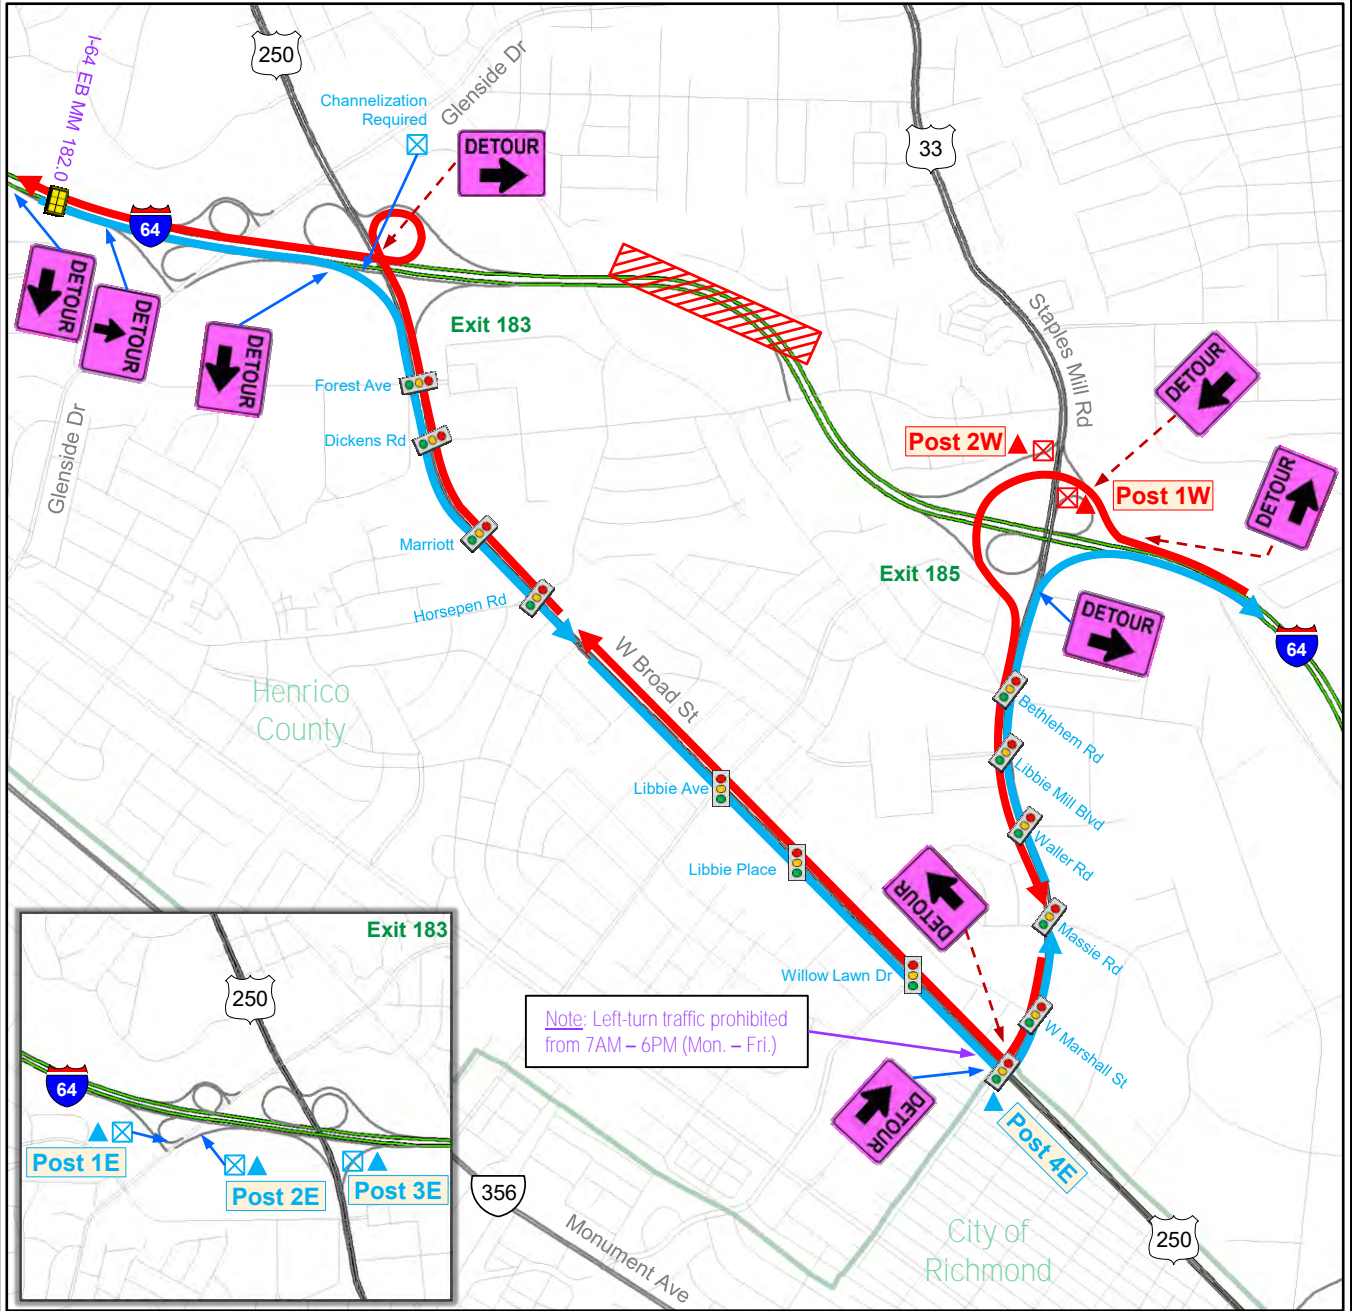 250
Glenside Dr
I-64 EB MM 182.0
Channelization
Required
DETOUR
33
64
DETOUR
DETOUR
DETOUR
Exit 183
Staples Mill Rd
DETOUR
Forest Ave
Dickens Rd
Glenside Dr
Post 2W
Post 1W
DETOUR
Marriott
Exit 185
Horsepen Rd
DETOUR
64
W Broad St
Henrico
County
Bethlehem Rd
Libbie Mill Blvd
Libbie Ave
Waller Rd
Libbie Place
DETOUR
Massie Rd
Willow Lawn Dr
Note: Left-turn traffic prohibited
from 7AM – 6PM (Mon. – Fri.)
W Marshall St
DETOUR
Post 4E
Exit 183
250
64
Post 1E
Post 2E
Post 3E
356
Monument Ave
City of
Richmond
250